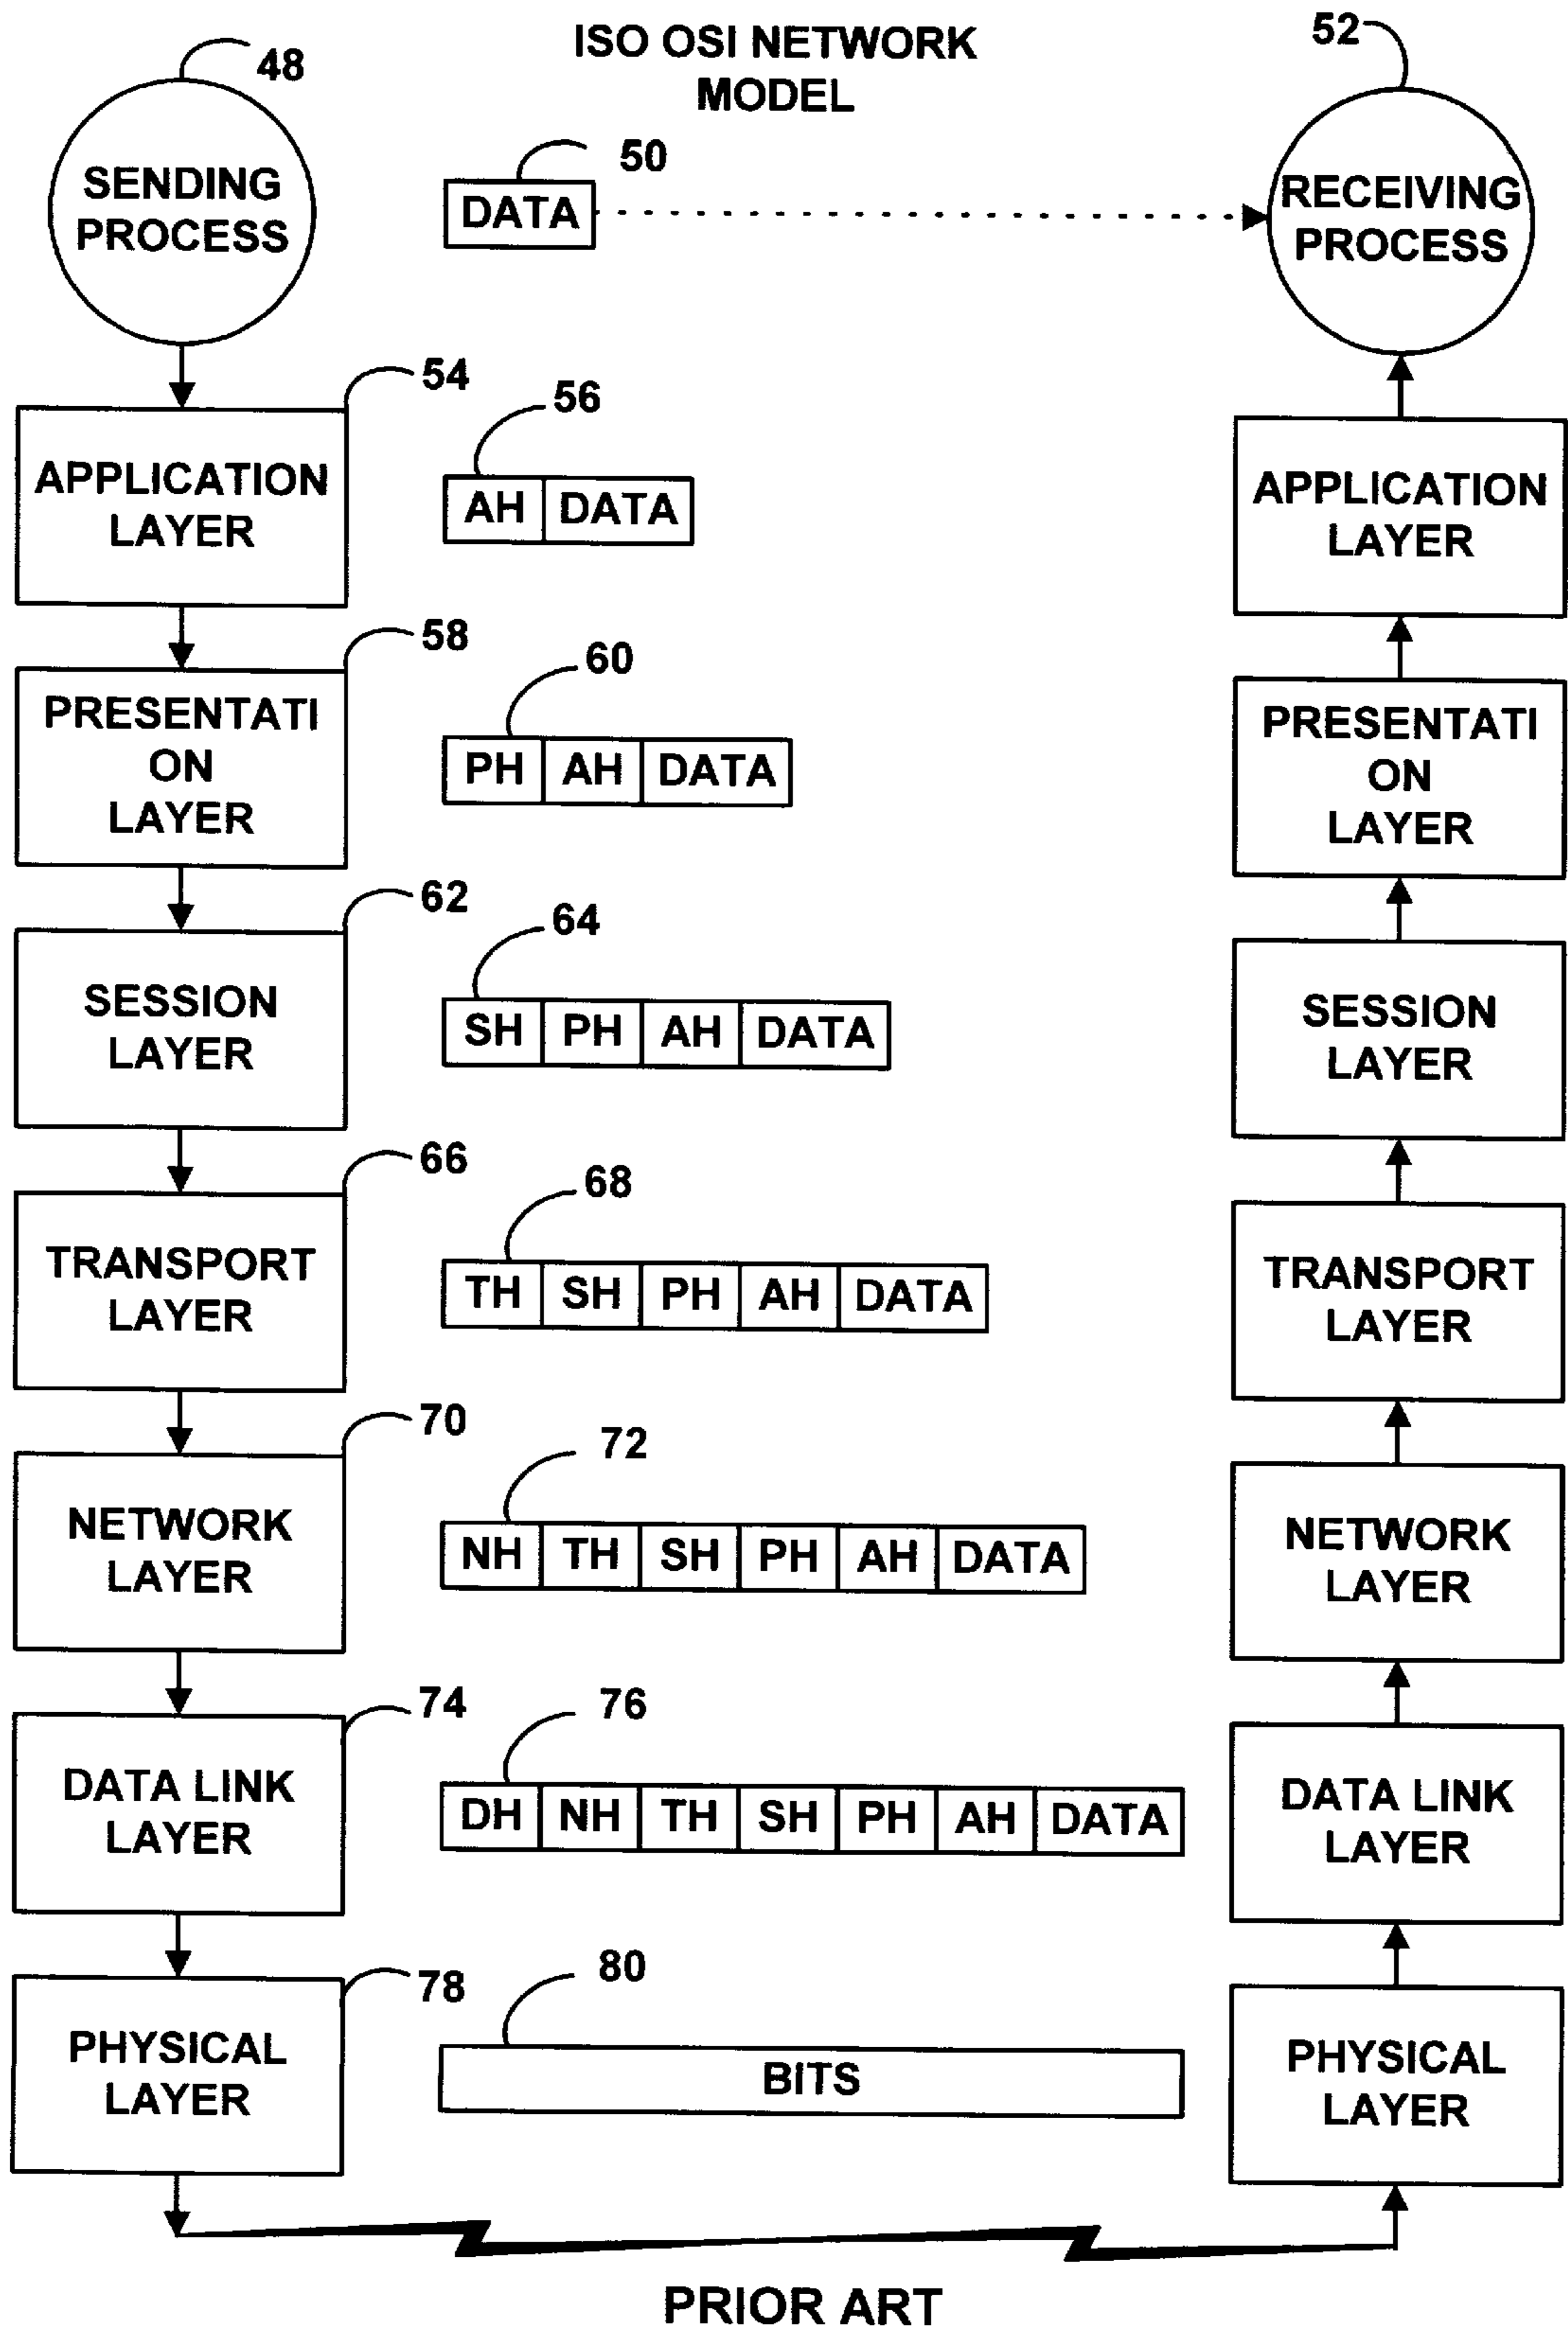 ISO OSI NETWORK
MODEL
48
52
SENDING
PROCESS
50
DATA
RECEIVING
PROCESS
54
56
APPLICATION
LAYER
AH DATA
APPLICATION
LAYER
58
60
PRESENTATI
ON
LAYER
PH AH DATA
PRESENTATI
ON
LAYER
62
64
SESSION
LAYER
SH PH AH DATA
SESSION
LAYER
66
68
TRANSPORT
LAYER
TH SH PH AH DATA
TRANSPORT
LAYER
70
72
NETWORK
LAYER
NH TH SH PH AH DATA
NETWORK
LAYER
74
76
DATA LINK
LAYER
DH NH TH SH PH AH DATA
DATA LINK
LAYER
78
80
PHYSICAL
LAYER
BITS
PHYSICAL
LAYER
PRIOR ART